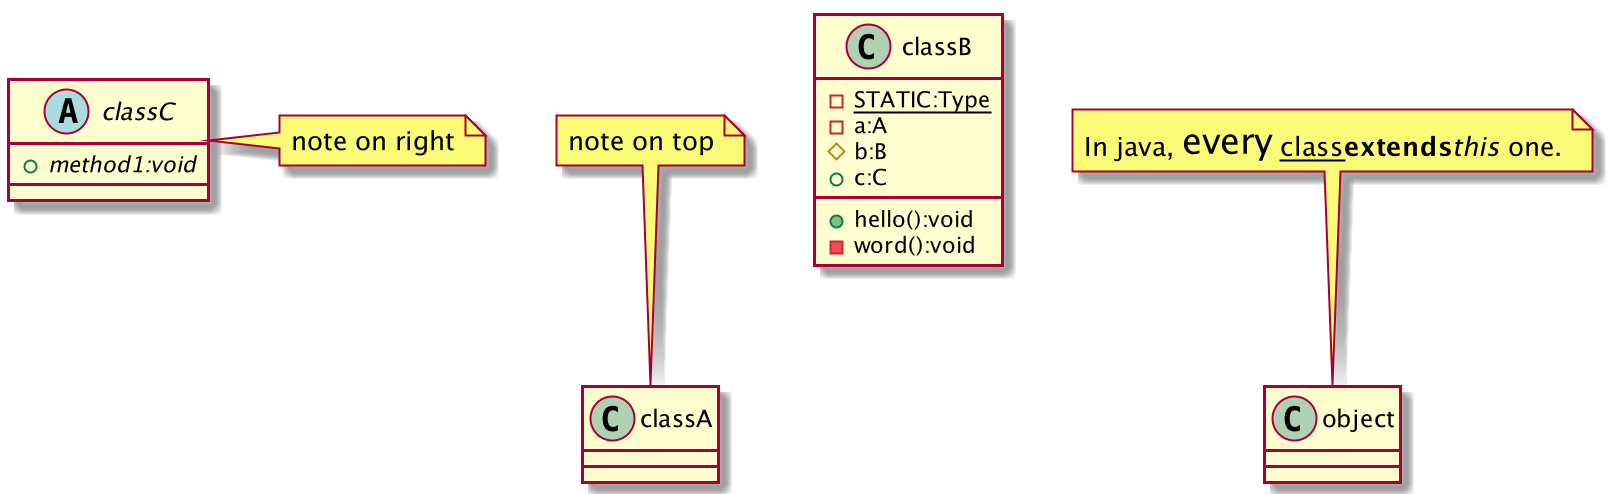 A classC
method1:void
note on right
note on top
C classB
STATIC:Type
a:A
b:B
c:C
hello():void
word():void
In java, every classextendsthis one.
C classA
C object